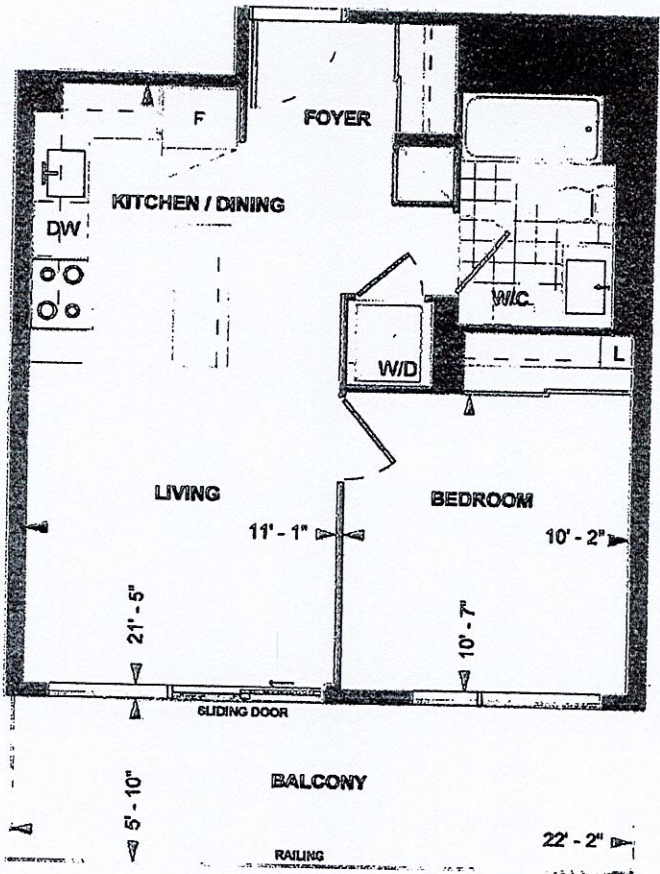 F
FOYER
KITCHEN / DINING
DW
W/C
W/D
L
LIVING
BEDROOM
11' - 1"
10' - 2"
21' - 5"
10' - 7"
SLIDING DOOR
BALCONY
5' - 10"
22' - 2"
RAILING